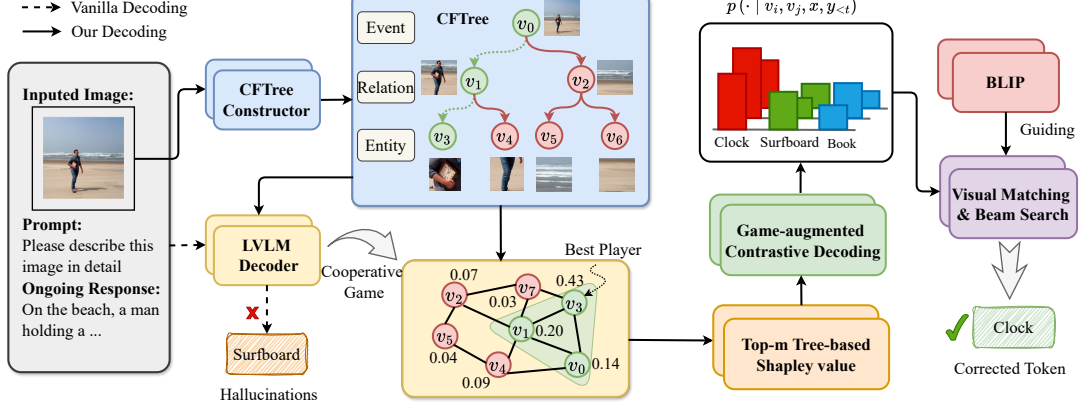 Vanilla Decoding
Our Decoding
Inputed Image:
Prompt:
Please describe this
image in detail
Ongoing Response:
On the beach, a man
holding a ...
CFTree
Constructor
LVLM
Decoder
x
Surfboard
Hallucinations
Cooperative
Game
Event
Relation
Entity
CFTree
v0
v1
v2
v3
v4
v5
v6
Best Player
0.07
v2
v7
0.43
v3
0.03
v1
0.20
v5
0.04
v4
0.09
v0
0.14
Top-m Tree-based
Shapley value
Game-augmented
Contrastive Decoding
p (· | vi, vj, x, y<t)
Clock
Surfboard
Book
BLIP
Guiding
Visual Matching
& Beam Search
Clock
Corrected Token